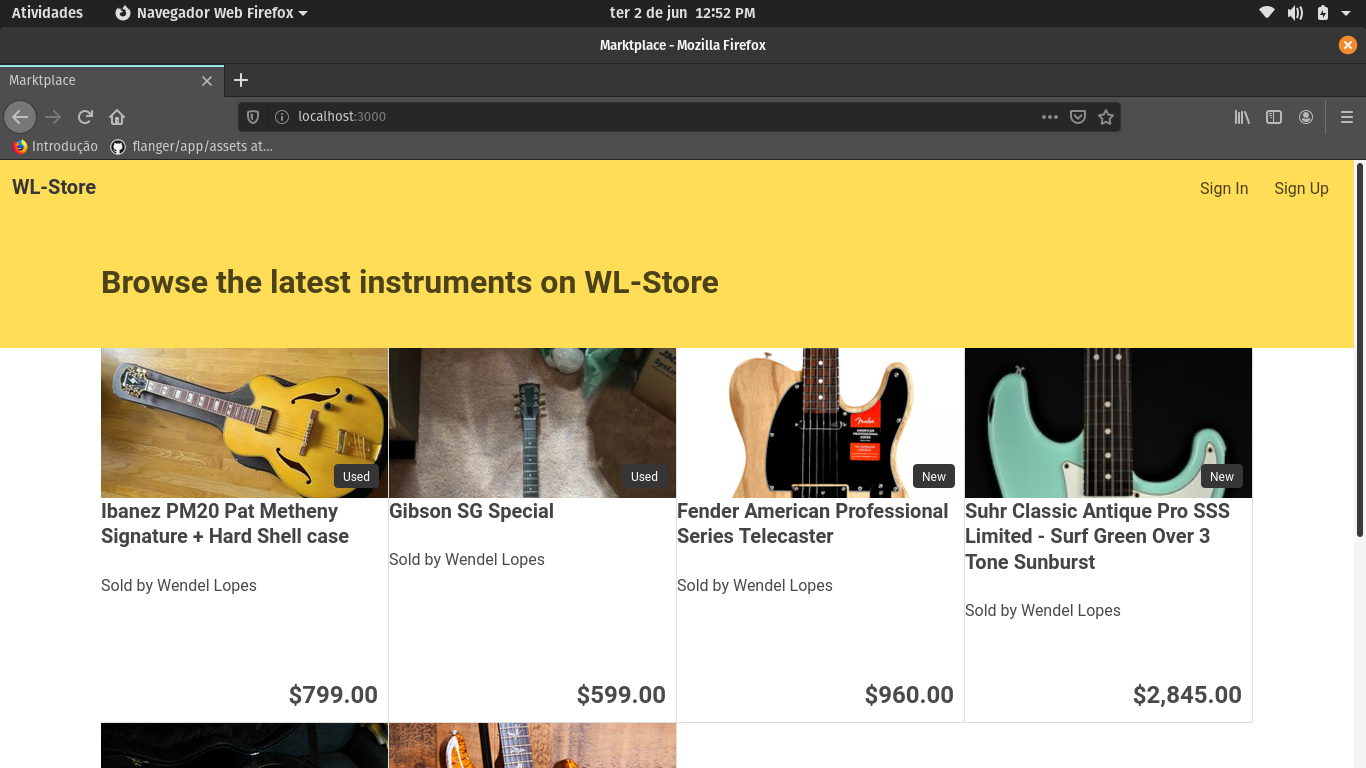 Atividades
Navegador Web Firefox
ter 2 de jun 12:52 PM
Marktplace - Mozilla Firefox
Marktplace
localhost:3000
Introdução
flanger/app/assets at…
WL-Store
Sign In
Sign Up
Browse the latest instruments on WL-Store
Used
Used
Fender
AMERICAN
PROFESSIONAL
SERIES
New
New
Ibanez PM20 Pat Metheny
Signature + Hard Shell case
Sold by Wendel Lopes
$799.00
Gibson SG Special
Sold by Wendel Lopes
$599.00
Fender American Professional
Series Telecaster
Sold by Wendel Lopes
$960.00
Suhr Classic Antique Pro SSS
Limited - Surf Green Over 3
Tone Sunburst
Sold by Wendel Lopes
$2,845.00